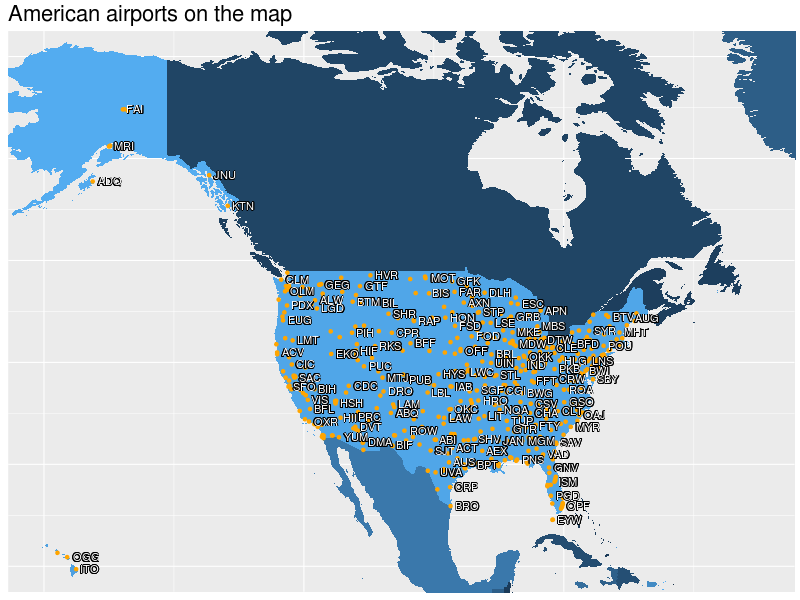 American airports on the map
FAI
MRI
JNU
ADQ
KTN
HVR
MOT
GFK
CLM
GEG
GTF
OLM
BIS
FAR
DLH
ALW
BTM
BIL
AXN
ESC
PDX
LGD
SHR
STP
APN
EUG
RAP
HON
GRB
BTV
AUG
FSD
LSE
MBS
PIH
CPR
MKE
SYR
MHT
LMT
FOD
DTW
RKS
BFF
MDW
CLE
BFD
POU
ACV
EKO
HIF
OFF
BRL
OKK
CIC
PUC
UIN
IND
HLG
LNS
PKB
BWI
SAC
MTJ
PUB
HYS
LWC
STL
FFT
CRW
SBY
SFO
BIH
CDC
DRO
LBL
IAB
SGF
CGI
BWG
ROA
VIS
HSH
LAM
HRO
CSV
GSO
BFL
ABQ
OKC
NOA
CHA
CLT
OAJ
OXR
HII
PRC
LAW
LIT
TUP
DVT
ROW
GTR
FTY
MYR
YUM
DMA
BIF
ABI
SHV
JAN
MGM
SAV
SJT
ACT
AEX
VAD
AUS
BPT
PNS
GNV
UVA
ISM
CRP
PGD
BRO
OPF
EYW
OGG
ITO